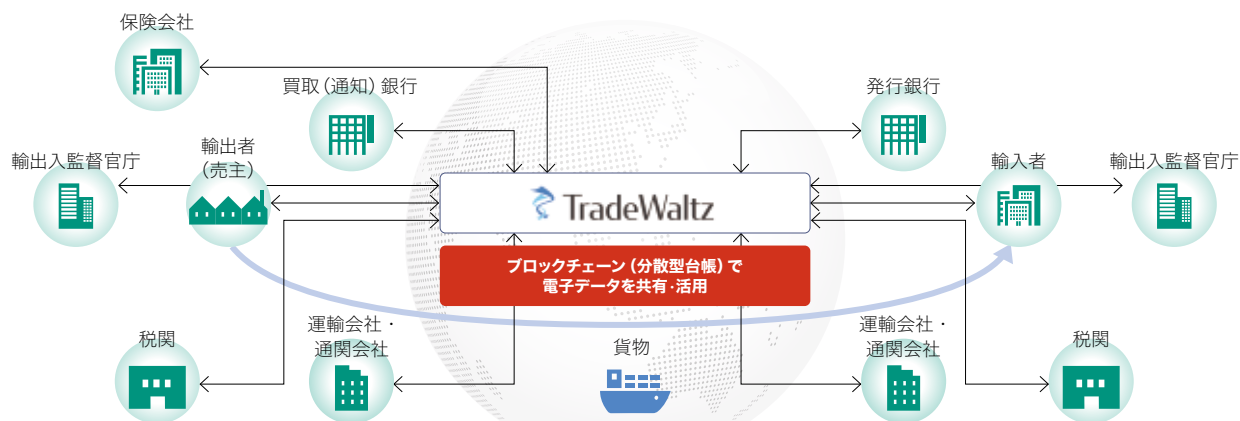 保険会社
買取（通知）銀行
発行銀行
輸出入監督官庁
輸出者
（売主）
輸入者
輸出入監督官庁
TradeWaltz
ブロックチェーン（分散型台帳）で
電子データを共有・活用
税関
運輸会社・
通関会社
貨物
運輸会社・
通関会社
税関